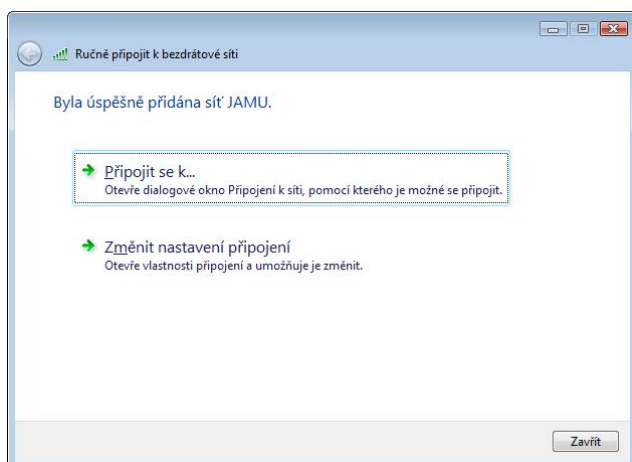 Ručně připojit k bezdrátové síti
Byla úspěšně přidána síť JAMU.
Připojit se k...
Otevře dialogové okno Připojení k síti, pomocí kterého je možné se připojit.
Změnit nastavení připojení
Otevře vlastnosti připojení a umožňuje je změnit.
Zavřít